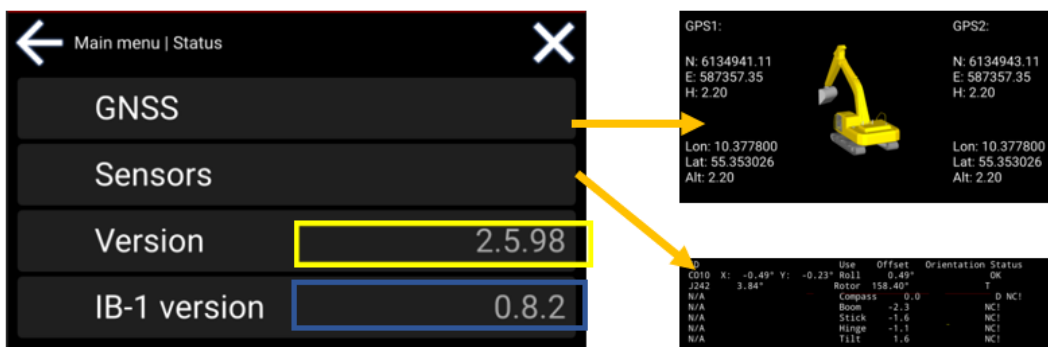 Main menu | Status
GNSS
Sensors
Version 2.5.98
IB-1 version 0.8.2
GPS1:
N: 6134941.11
E: 587357.35
H: 2.20
Lon: 10.377800
Lat: 55.353026
Alt: 2.20
GPS2:
N: 6134943.11
E: 587357.35
H: 2.20
Lon: 10.377800
Lat: 55.353026
Alt: 2.20
Use Offset Orientation Status
C010 X: -0.49° Y: -0.23° Roll 0.49° OK
J242 3.84° Rotor 158.40° T
N/A Compass 0.0 D NC!
N/A Boom -2.3 NC!
N/A Stick -1.6 NC!
N/A Hinge -1.1 NC!
N/A Tilt 1.6 NC!